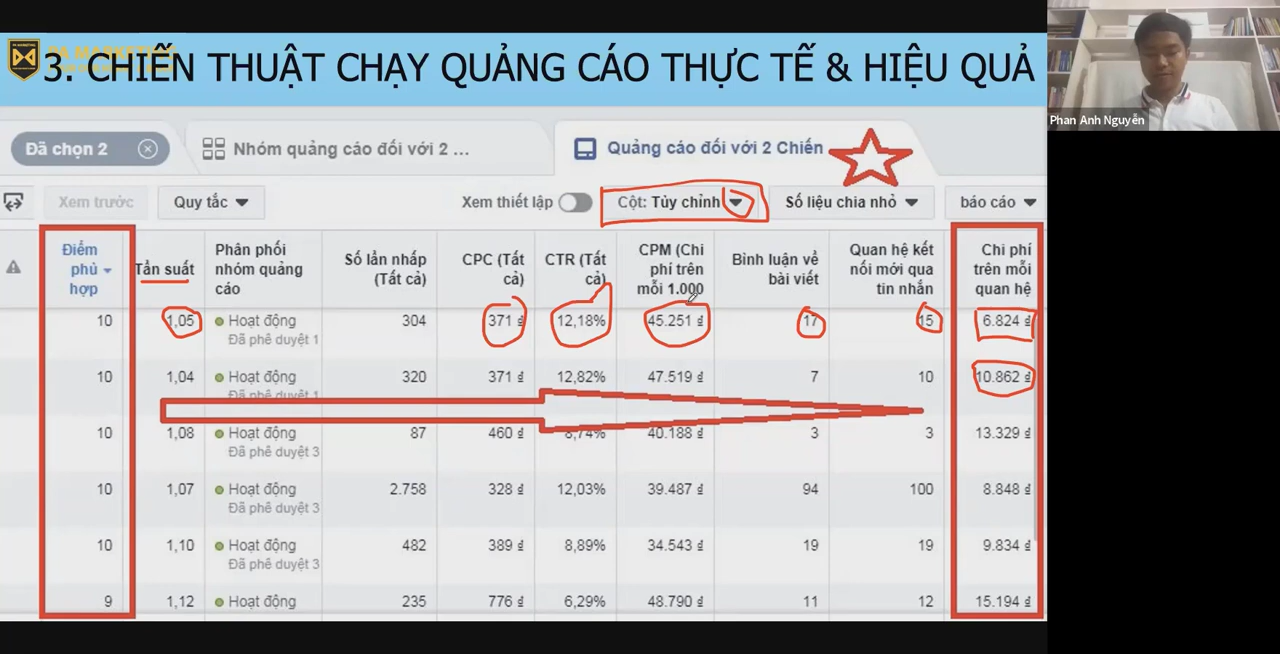 PA MARKETING
3. CHIẾN THUẬT CHẠY QUẢNG CÁO THỰC TẾ & HIỆU QUẢ
Phan Anh Nguyễn
Đã chọn 2
Nhóm quảng cáo đối với 2 ...
Quảng cáo đối với 2 Chiến
Xem trước
Quy tắc
Xem thiết lập
Cột: Tùy chỉnh
Số liệu chia nhỏ
báo cáo
Điểm phù hợp
Tần suất
Phân phối nhóm quảng cáo
Số lần nhấp (Tất cả)
CPC (Tất cả)
CTR (Tất cả)
CPM (Chi phí trên mỗi 1.000
Bình luận về bài viết
Quan hệ kết nối mới qua tin nhắn
Chi phí trên mỗi quan hệ
10 1,05 Hoạt động 304 371 ₫ 12,18% 45.251 ₫ 17 15 6.824 ₫
Đã phê duyệt 1
10 1,04 Hoạt động 320 371 ₫ 12,82% 47.519 ₫ 7 10 10.862 ₫
Đã phê duyệt 1
10 1,08 Hoạt động 87 460 ₫ 8,74% 40.188 ₫ 3 3 13.329 ₫
Đã phê duyệt 3
10 1,07 Hoạt động 2.758 328 ₫ 12,03% 39.487 ₫ 94 100 8.848 ₫
Đã phê duyệt 3
10 1,10 Hoạt động 482 389 ₫ 8,89% 34.543 ₫ 19 19 9.834 ₫
Đã phê duyệt 3
9 1,12 Hoạt động 235 776 ₫ 6,29% 48.790 ₫ 11 12 15.194 ₫